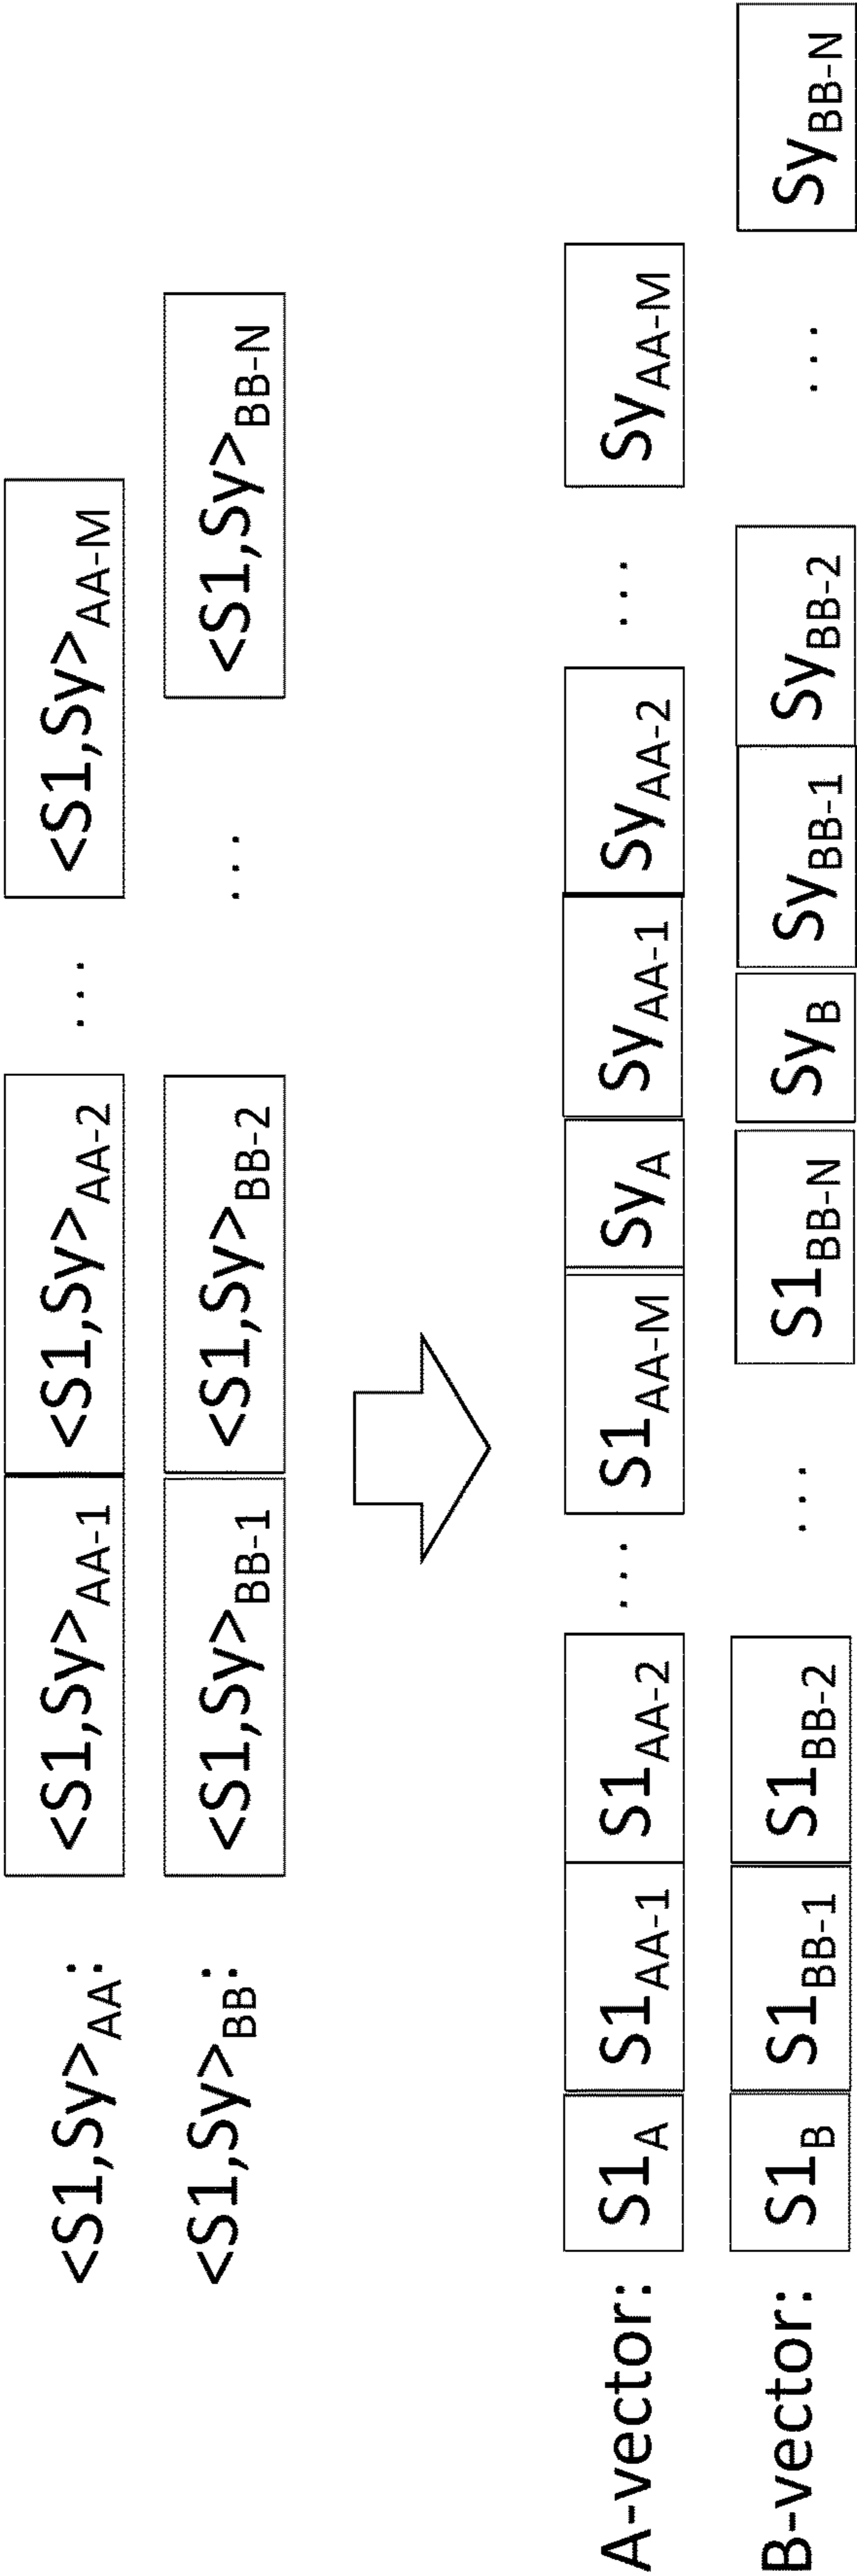 <S1,Sy>AA: <S1,Sy>AA-1 <S1,Sy>AA-2 ... <S1,Sy>AA-M
<S1,Sy>BB: <S1,Sy>BB-1 <S1,Sy>BB-2 ... <S1,Sy>BB-N
A-vector: S1A S1AA-1 S1AA-2 ... S1AA-M SyA SyAA-1 SyAA-2 ... SyAA-M
B-vector: S1B S1BB-1 S1BB-2 ... S1BB-N SyB SyBB-1 SyBB-2 ... SyBB-N